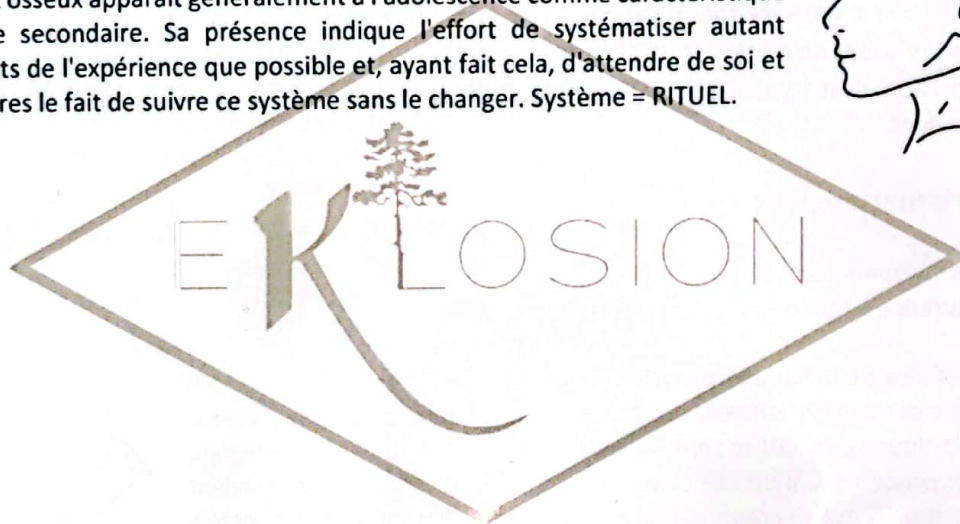 osseux apparaît généralement à l'adolescence comme caractéristique
e secondaire. Sa présence indique l'effort de systématiser autant
ts de l'expérience que possible et, ayant fait cela, d'attendre de soi et
res le fait de suivre ce système sans le changer. Système = RITUEL.
EKLOSION